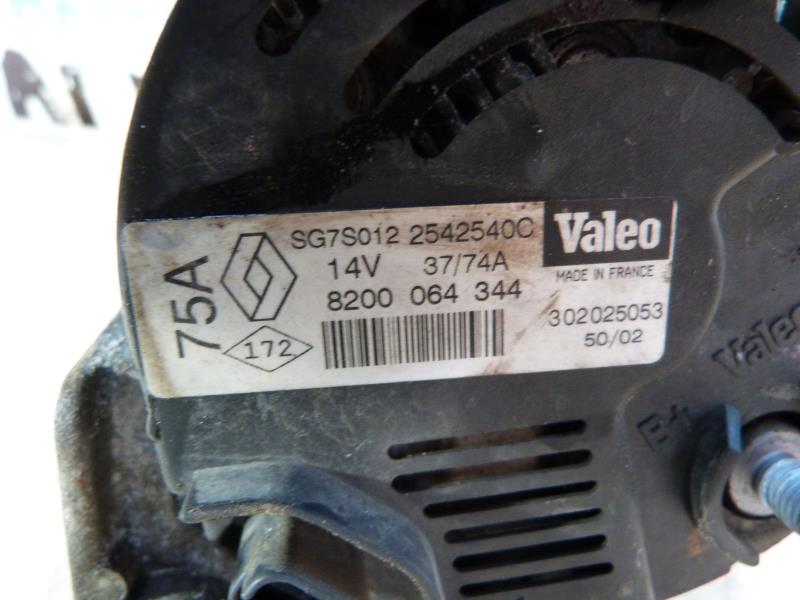 75A
SG7S012 2542540C
14V 37/74A
8200 064 344
172
Valeo
MADE IN FRANCE
302025053
50/02
B+
Valeo